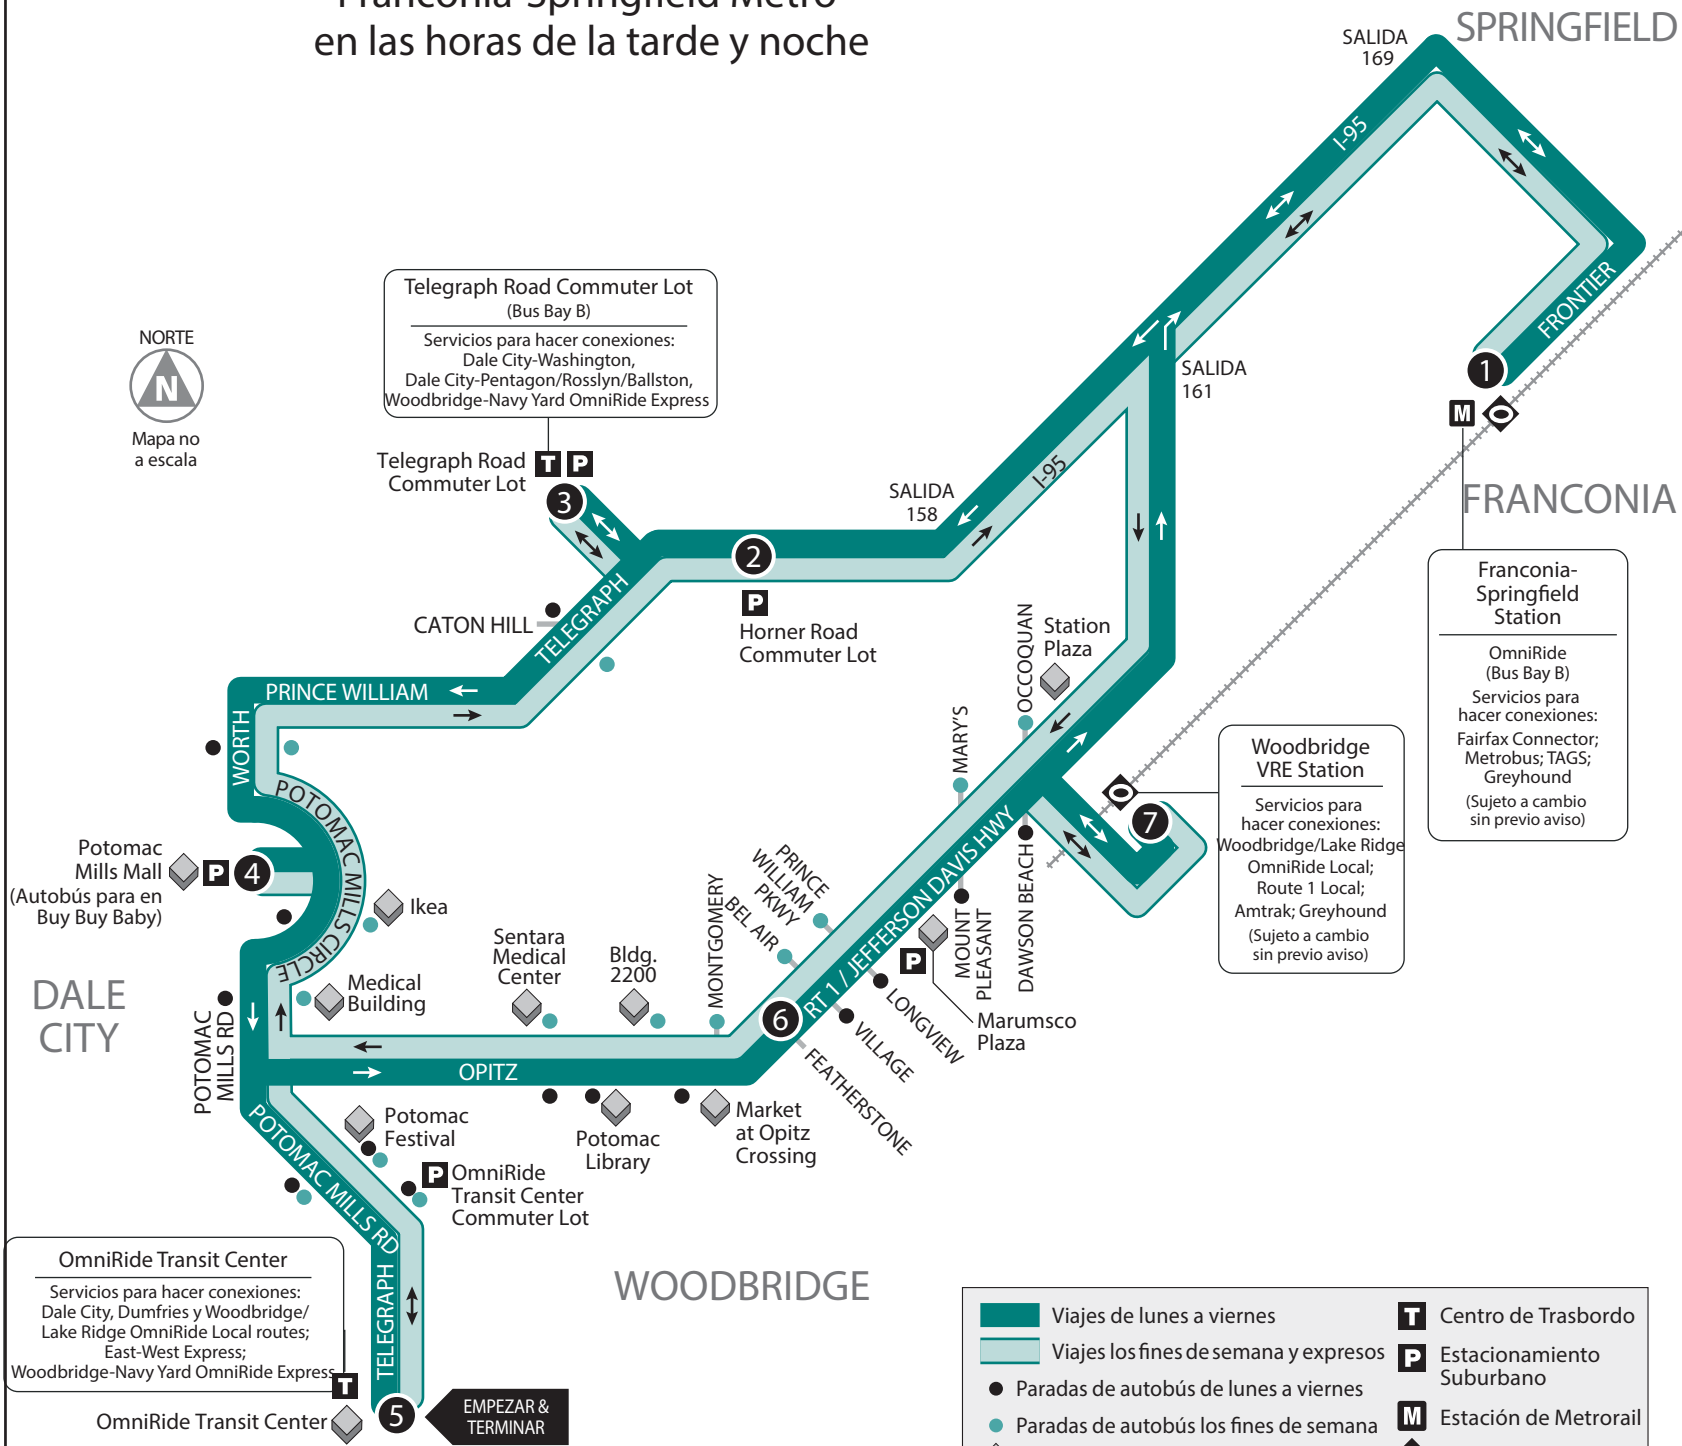 Franconia-Springfield Metro
en las horas de la tarde y noche
SPRINGFIELD
SALIDA
169
I-95
FRONTIER
NORTE
N
Mapa no
a escala
Telegraph Road Commuter Lot
(Bus Bay B)
Servicios para hacer conexiones:
Dale City-Washington,
Dale City-Pentagon/Rosslyn/Ballston,
Woodbridge-Navy Yard OmniRide Express
Telegraph Road
Commuter Lot
T P
3
SALIDA
158
I-95
SALIDA
161
1
M
FRANCONIA
Franconia-
Springfield
Station
OmniRide
(Bus Bay B)
Servicios para
hacer conexiones:
Fairfax Connector;
Metrobus; TAGS;
Greyhound
(Sujeto a cambio
sin previo aviso)
2
P
Horner Road
Commuter Lot
CATON HILL
TELEGRAPH
PRINCE WILLIAM
WORTH
POTOMAC MILLS CIRCLE
Station
Plaza
OCCOQUAN
MARY'S
Woodbridge
VRE Station
Servicios para
hacer conexiones:
Woodbridge/Lake Ridge
OmniRide Local;
Route 1 Local;
Amtrak; Greyhound
(Sujeto a cambio
sin previo aviso)
7
Potomac
Mills Mall
(Autobús para en
Buy Buy Baby)
P
4
Ikea
Medical
Building
DALE
CITY
POTOMAC
MILLS RD
Sentara
Medical
Center
Bldg.
2200
MONTGOMERY
BEL AIR
PRINCE
WILLIAM
PKWY
RT 1 / JEFFERSON DAVIS HWY
6
MOUNT
PLEASANT
DAWSON BEACH
P
Marumsco
Plaza
LONGVIEW
VILLAGE
FEATHERSTONE
OPITZ
Potomac
Library
Market
at Opitz
Crossing
Potomac
Festival
P
OmniRide
Transit Center
Commuter Lot
POTOMAC MILLS RD
TELEGRAPH
WOODBRIDGE
OmniRide Transit Center
Servicios para hacer conexiones:
Dale City, Dumfries y Woodbridge/
Lake Ridge OmniRide Local routes;
East-West Express;
Woodbridge-Navy Yard OmniRide Express
T
OmniRide Transit Center
5
EMPEZAR &
TERMINAR
Viajes de lunes a viernes
Viajes los fines de semana y expresos
Paradas de autobús de lunes a viernes
Paradas de autobús los fines de semana
T Centro de Trasbordo
P Estacionamiento
Suburbano
M Estación de Metrorail